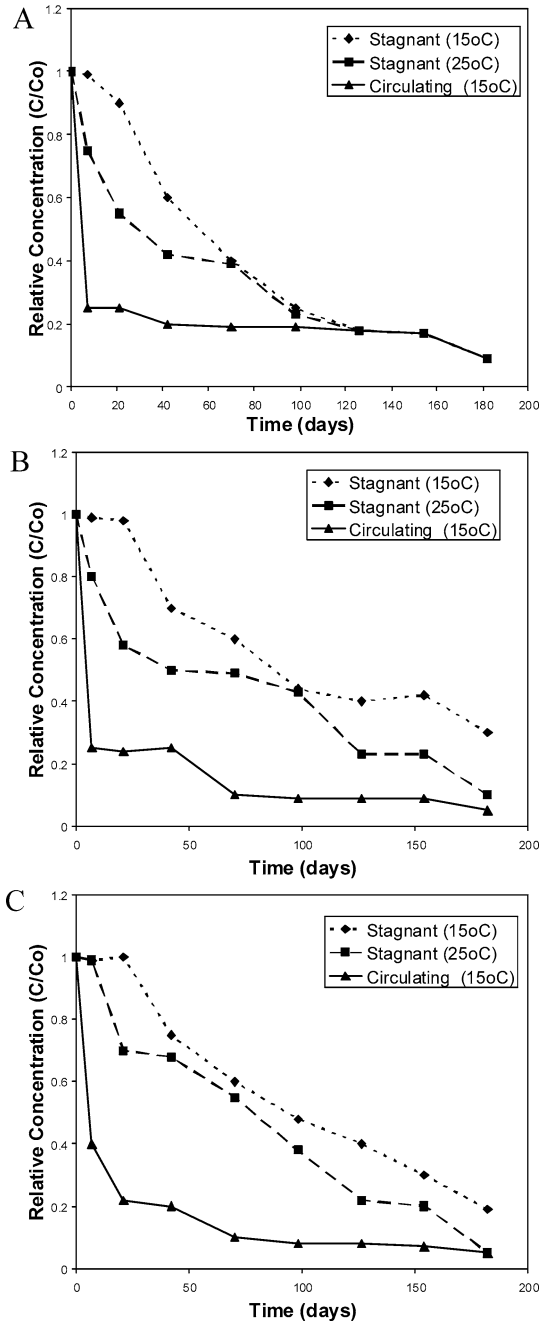 A
1.2
1
0.8
0.6
0.4
0.2
0
Relative Concentration (C/Co)
Stagnant (15oC)
Stagnant (25oC)
Circulating (15oC)
0 20 40 60 80 100 120 140 160 180 200
Time (days)
B
1.2
1
0.8
0.6
0.4
0.2
0
Relative Concentration (C/Co)
Stagnant (15oC)
Stagnant (25oC)
Circulating (15oC)
0 50 100 150 200
Time (days)
C
1.2
1
0.8
0.6
0.4
0.2
0
Relative Concentration (C/Co)
Stagnant (15oC)
Stagnant (25oC)
Circulating (15oC)
0 50 100 150 200
Time (days)